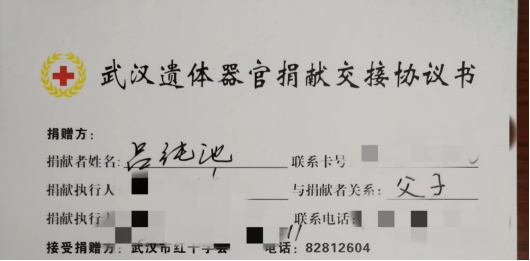 武汉遗体器官捐献交接协议书
捐赠方：
捐献者姓名：吕纯池 联系卡号
捐献执行人 与捐献者关系：父子
捐献执行人 联系电话：
接受捐赠方：武汉市红十字会 电话：82812604